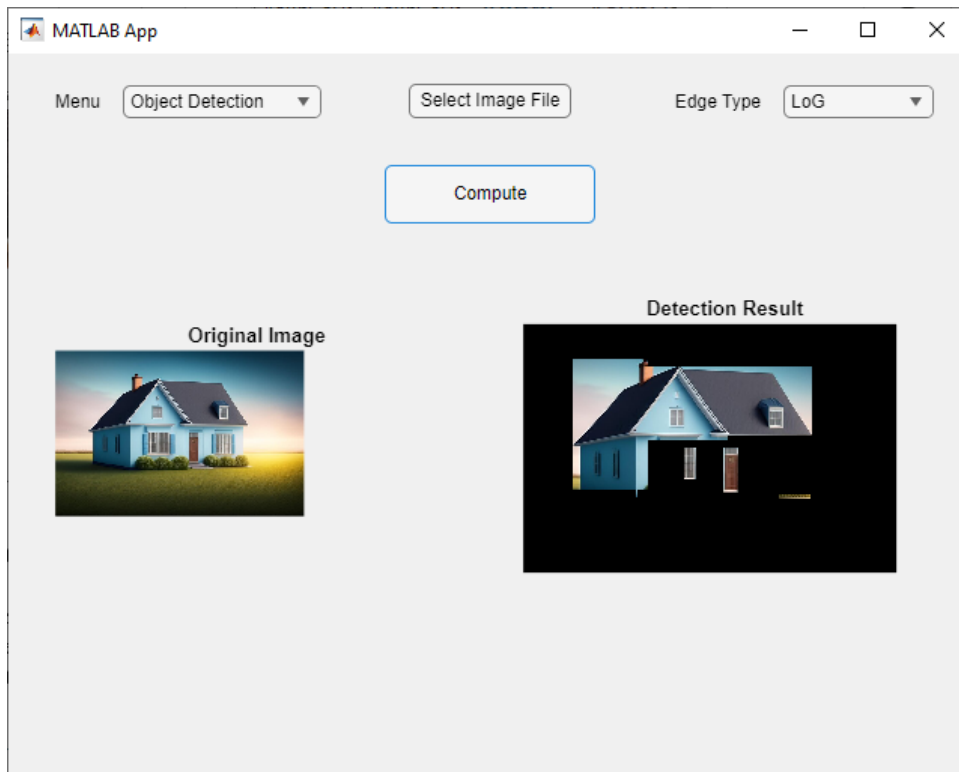 MATLAB App
Menu Object Detection Select Image File Edge Type LoG
Compute
Detection Result
Original Image